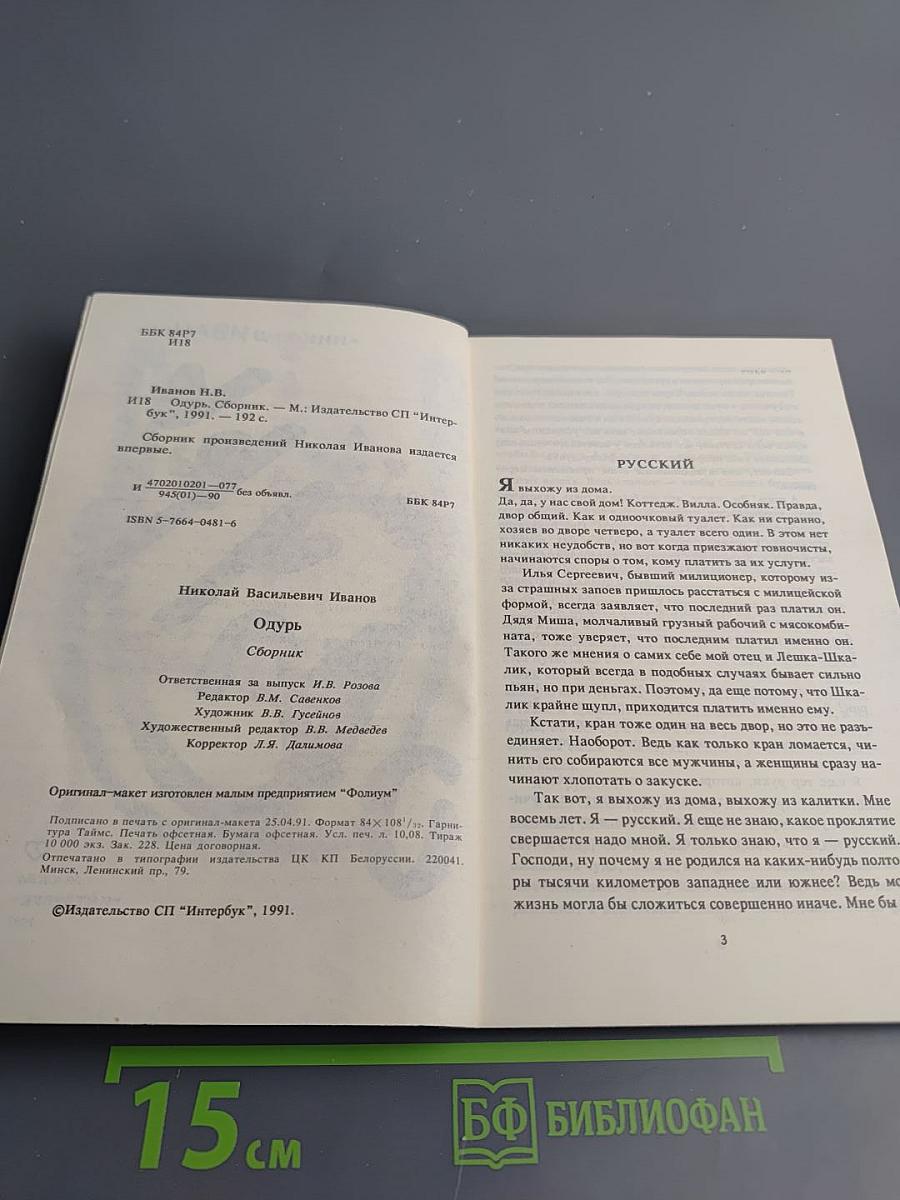 ББК 84Р7
И18
Иванов Н.В.
И18 Одурь. Сборник. — М.: Издательство СП "Интер-
бук", 1991. — 192 с.
Сборник произведений Николая Иванова издается
впервые.
И 4702010201—077
945(01)—90 без объявл.
ББК 84Р7
ISBN 5–7664–0481–6
Николай Васильевич Иванов
Одурь
Сборник
Ответственная за выпуск И.В. Розова
Редактор В.М. Савенков
Художник В.В. Гусейнов
Художественный редактор В.В. Медведев
Корректор Л.Я. Далимова
Оригинал–макет изготовлен малым предприятием "Фолиум"
Подписано в печать с оригинал-макета 25.04.91. Формат 84×108¹/₃₂. Гарни-
тура Таймс. Печать офсетная. Бумага офсетная. Усл. печ. л. 10,08. Тираж
10 000 экз. Зак. 228. Цена договорная.
Отпечатано в типографии издательства ЦК КП Белоруссии. 220041.
Минск, Ленинский пр., 79.
©Издательство СП "Интербук", 1991.
РУССКИЙ
Я выхожу из дома.
Да, да, у нас свой дом! Коттедж. Вилла. Особняк. Правда,
двор общий. Как и одноочковый туалет. Как ни странно,
хозяев во дворе четверо, а туалет всего один. В этом нет
никаких неудобств, но вот когда приезжают говночисты,
начинаются споры о том, кому платить за их услуги.
Илья Сергеевич, бывший милиционер, которому из-
за страшных запоев пришлось расстаться с милицейской
формой, всегда заявляет, что последний раз платил он.
Дядя Миша, молчаливый грузный рабочий с мясокомби-
ната, тоже уверяет, что последним платил именно он.
Такого же мнения о самих себе мой отец и Лешка-Шка-
лик, который всегда в подобных случаях бывает сильно
пьян, но при деньгах. Поэтому, да еще потому, что Шка-
лик крайне щупл, приходится платить именно ему.
Кстати, кран тоже один на весь двор, но это не разъ-
единяет. Наоборот. Ведь как только кран ломается, чи-
нить его собираются все мужчины, а женщины сразу на-
чинают хлопотать о закуске.
Так вот, я выхожу из дома, выхожу из калитки. Мне
восемь лет. Я — русский. Я еще не знаю, какое проклятие
свершается надо мной. Я только знаю, что я — русский.
Господи, ну почему я не родился на каких-нибудь полто
ры тысячи километров западнее или южнее? Ведь мо
жизнь могла бы сложиться совершенно иначе. Мне бы
3
15 см
БФ БИБЛИОФАН